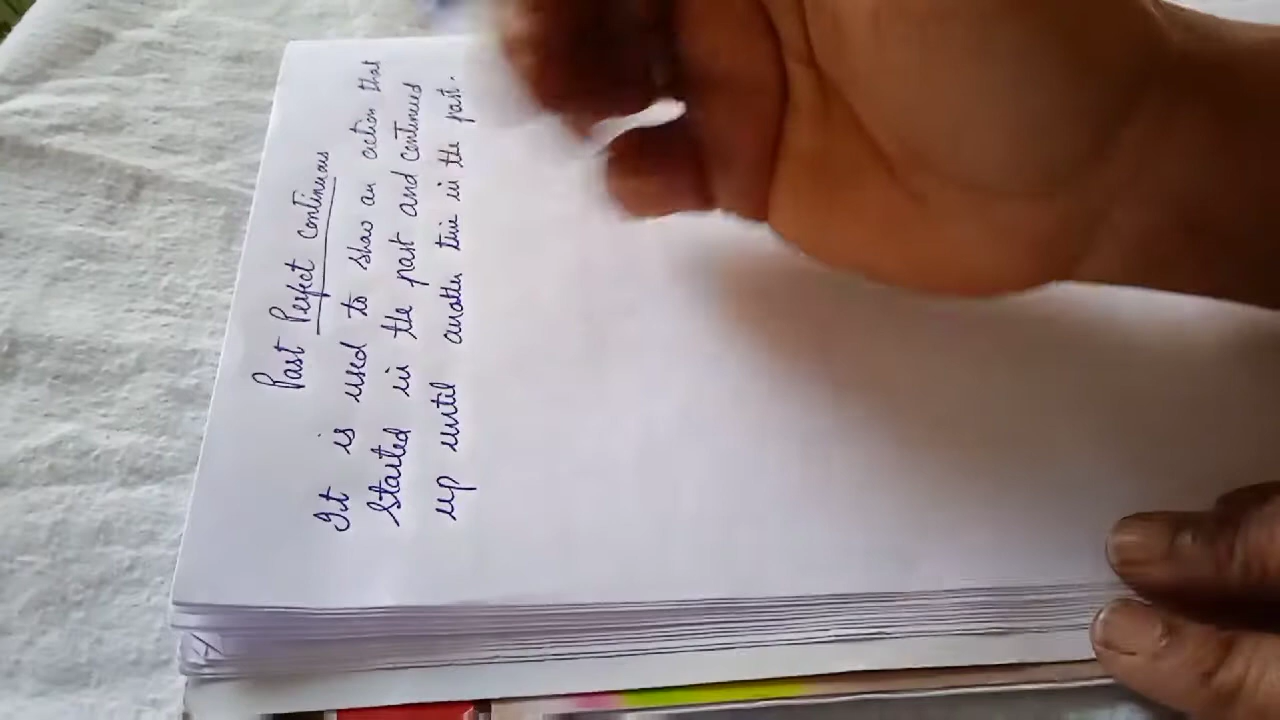 Past Perfect Continuous
It is used to show an action that
started in the past and continued
up until another time in the past.